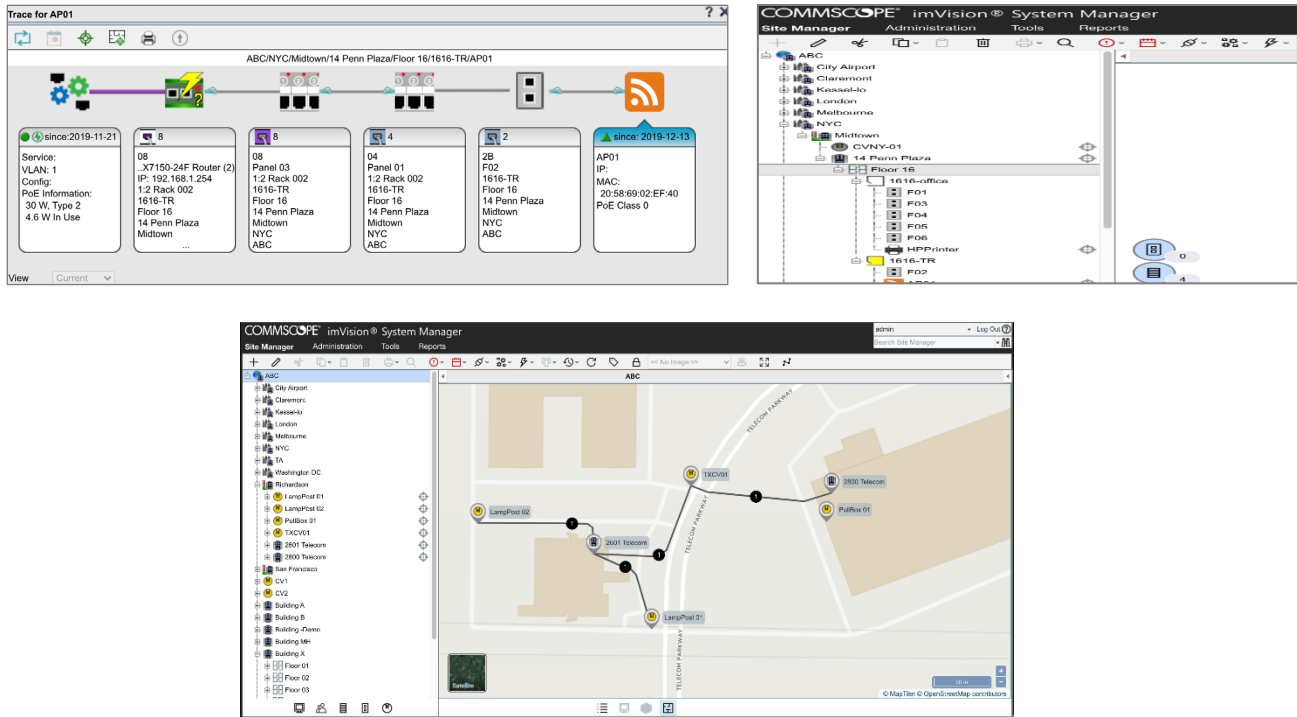 Trace for AP01
? X
ABC/NYC/Midtown/14 Penn Plaza/Floor 16/1616-TR/AP01
since:2019-11-21
Service:
VLAN: 1
Config:
PoE Information:
30 W, Type 2
4.6 W In Use
8
08
..X7150-24F Router (2)
IP: 192.168.1.254
1:2 Rack 002
1616-TR
Floor 16
14 Penn Plaza
Midtown
...
8
08
Panel 03
1:2 Rack 002
1616-TR
Floor 16
14 Penn Plaza
Midtown
NYC
ABC
4
04
Panel 01
1:2 Rack 002
1616-TR
Floor 16
14 Penn Plaza
Midtown
NYC
ABC
2
2B
F02
1616-TR
Floor 16
14 Penn Plaza
Midtown
NYC
ABC
since: 2019-12-13
AP01
IP:
MAC:
20:58:69:02:EF:40
PoE Class 0
View Current
COMMSCOPE® imVision® System Manager
Site Manager Administration Tools Reports
ABC
City Airport
Claremont
Kessel-lo
London
Melbourne
NYC
Midtown
CVNY-01
14 Penn Plaza
Floor 16
1616-office
F01
F03
F04
F05
F06
HPPrinter
1616-TR
F02
AP01
0
4
COMMSCOPE® imVision® System Manager
admin Log Out ?
Site Manager Administration Tools Reports
Search Site Manager
<< No Image >>
ABC
ABC
City Airport
Claremont
Kessel-lo
London
Melbourne
NYC
TA
Washington DC
Richardson
LampPost 01
LampPost 02
PullBox 01
TXCV01
2601 Telecom
2800 Telecom
San Francisco
CV1
CV2
Building A
Building B
Building -Demo
Building MH
Building X
Floor 01
Floor 02
Floor 03
TELECOM PARKWAY
TXCV01
2800 Telecom
1
LampPost 02
PullBox 01
1
TELECOM PARKWAY
2601 Telecom
1
1
LampPost 01
TELECOM PARKWAY
Satellite
© MapTiler © OpenStreetMap contributors